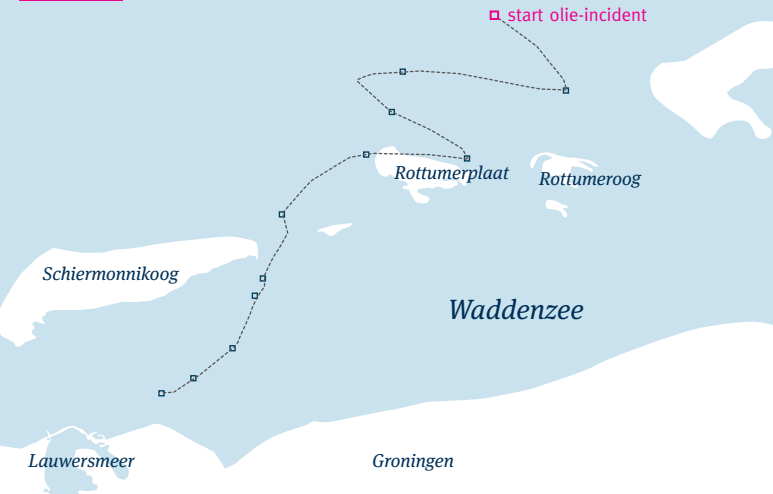 start olie-incident
Rottumerplaat
Rottumeroog
Schiermonnikoog
Waddenzee
Lauwersmeer
Groningen